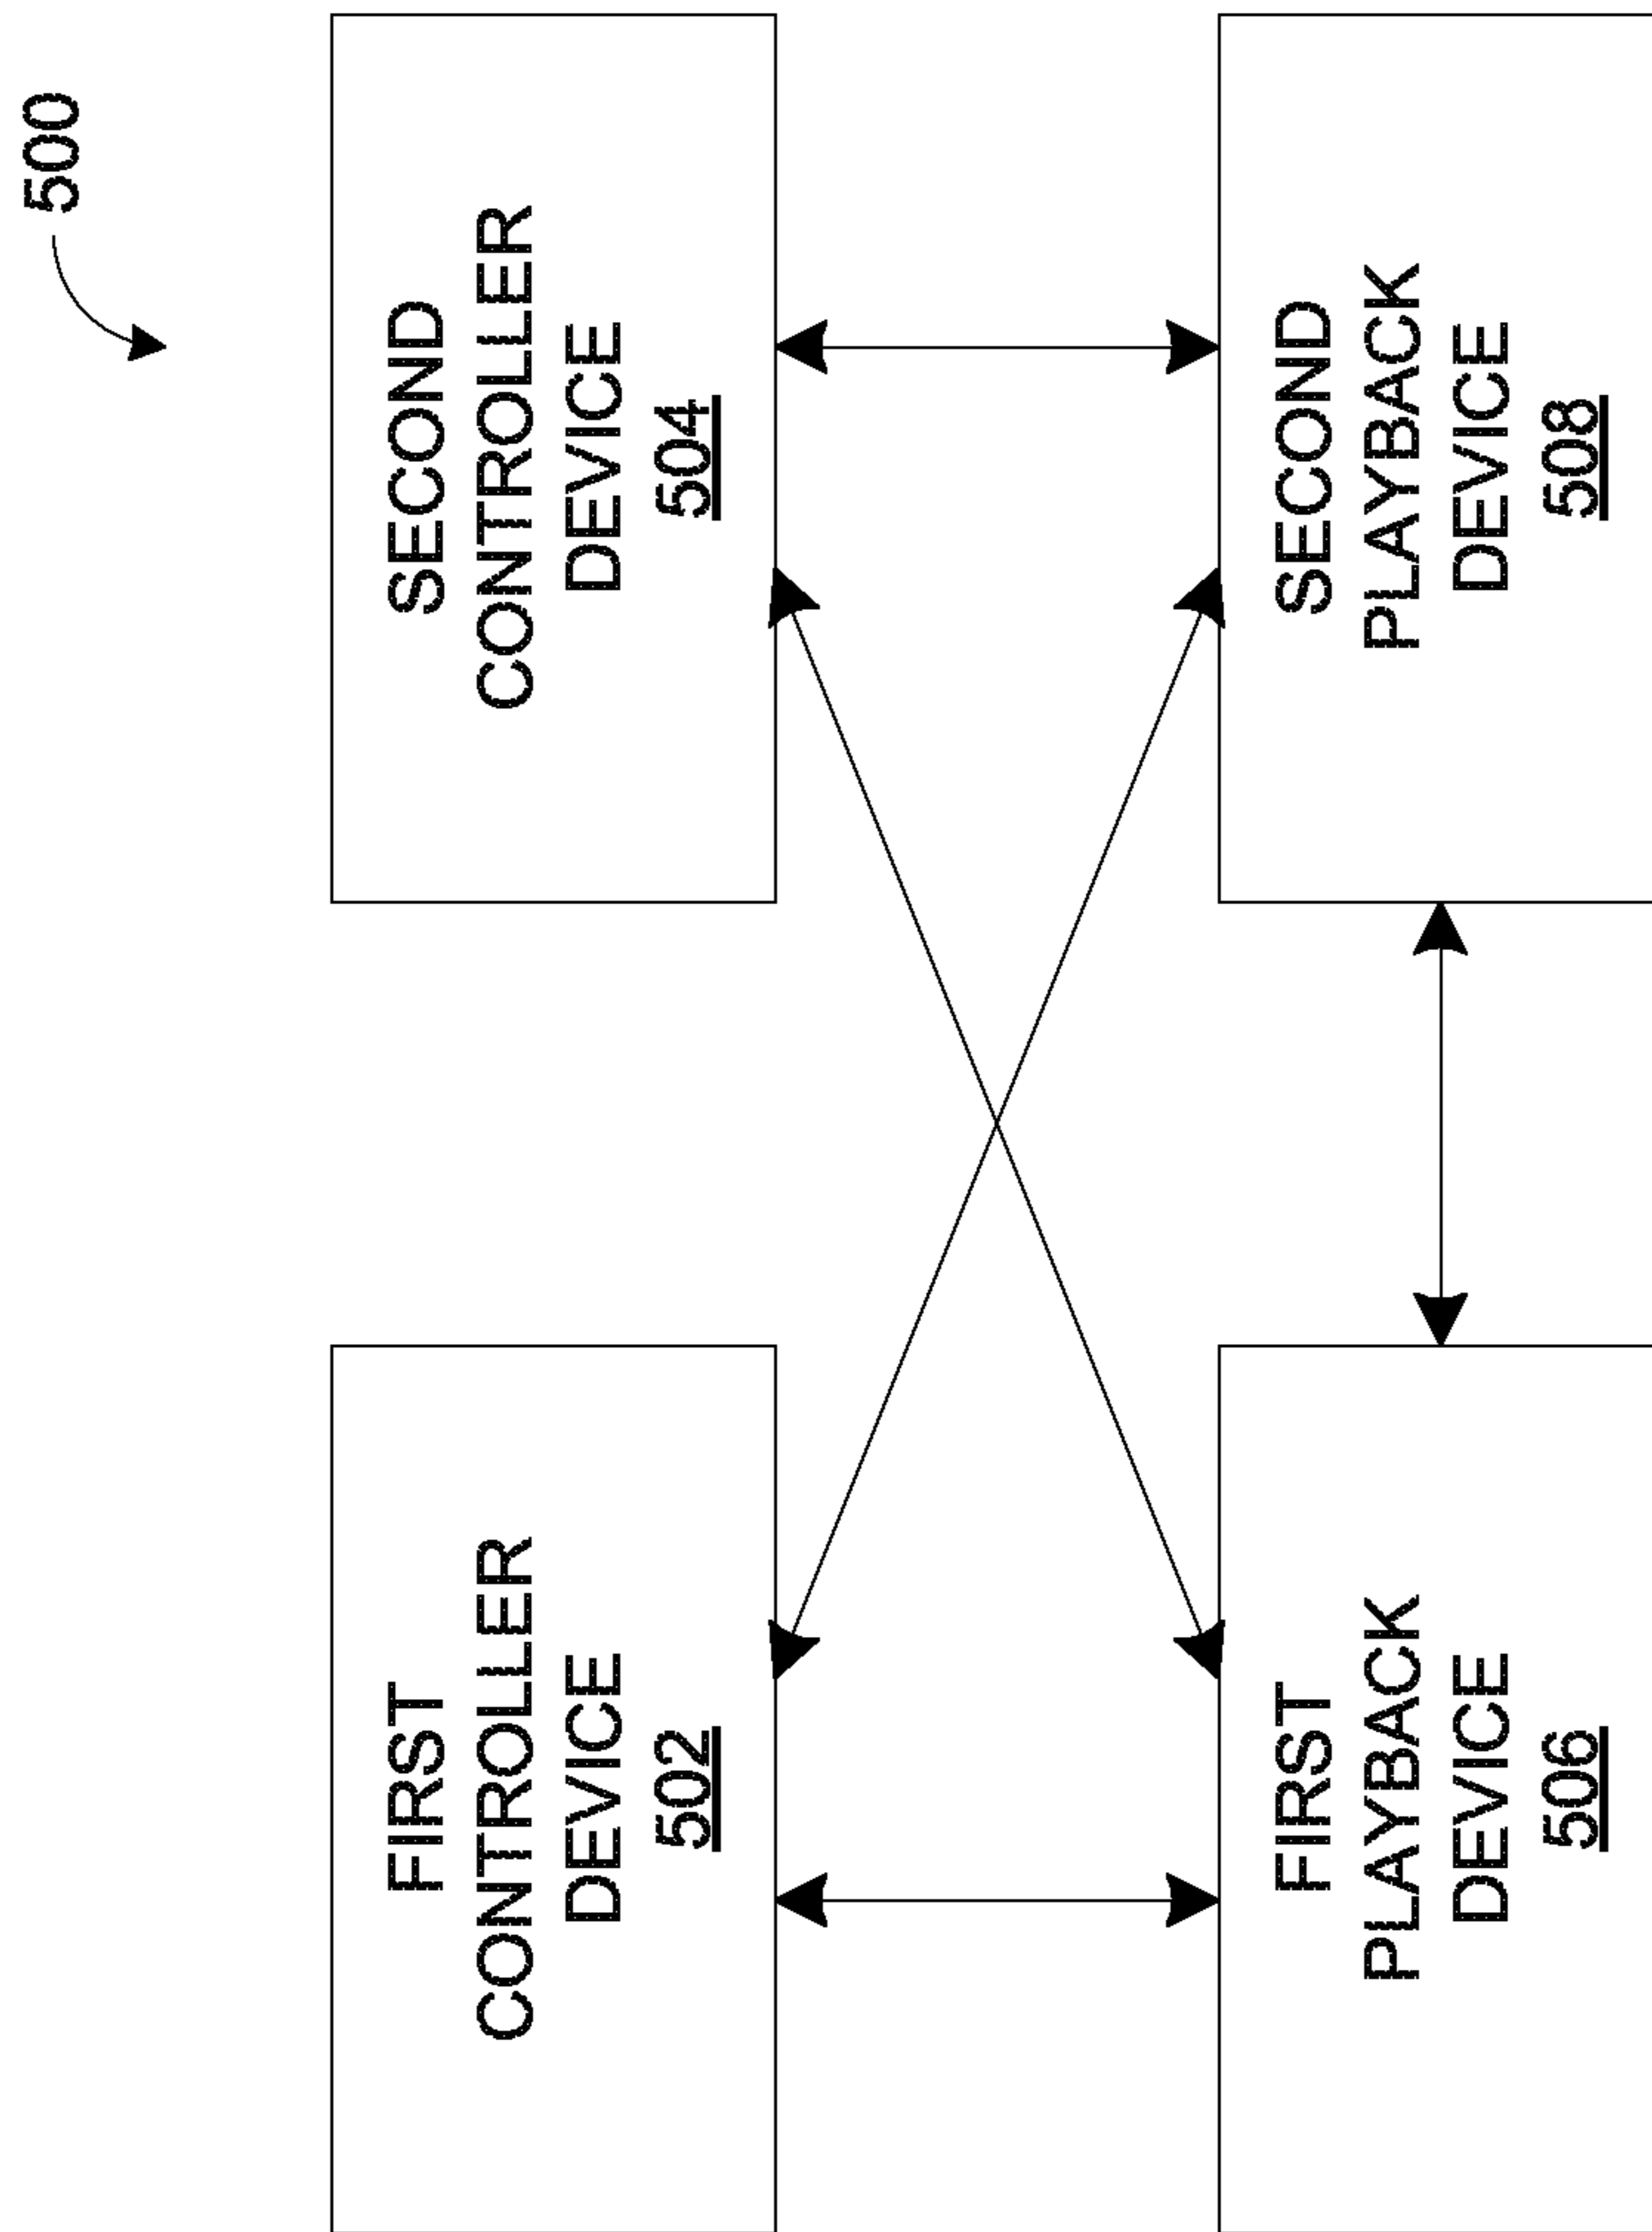 500
FIRST
CONTROLLER
DEVICE
502
SECOND
CONTROLLER
DEVICE
504
FIRST
PLAYBACK
DEVICE
506
SECOND
PLAYBACK
DEVICE
508